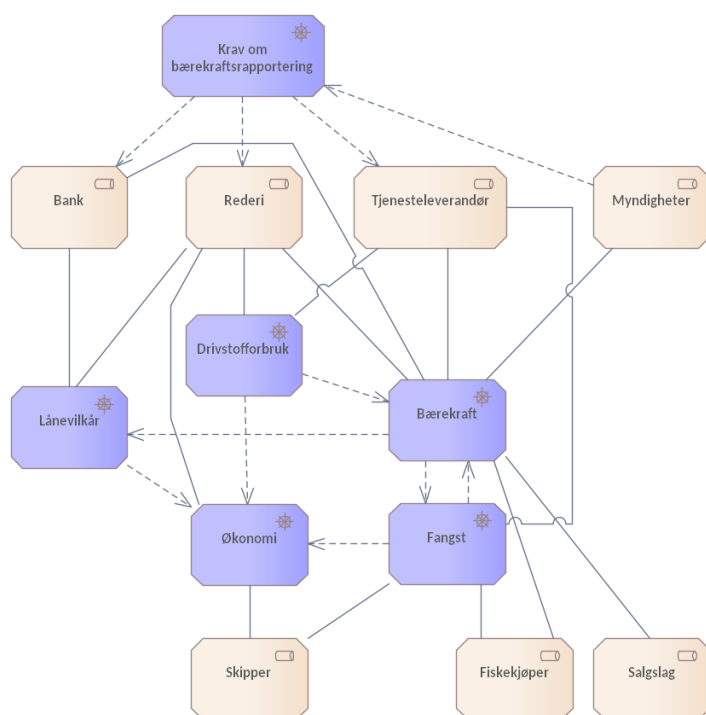 Krav om
bærekraftsrapportering
Bank
Rederi
Tjenesteleverandør
Myndigheter
Drivstofforbruk
Lånevilkår
Bærekraft
Økonomi
Fangst
Skipper
Fiskekjøper
Salgslag